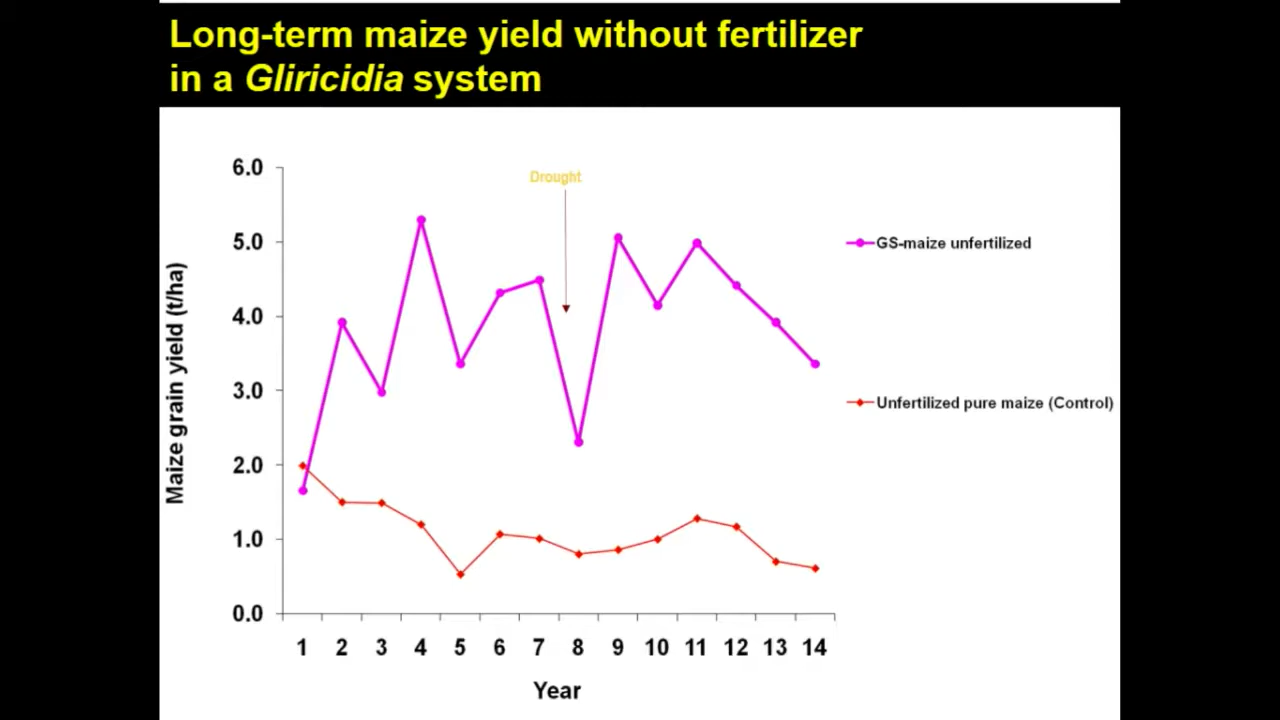 Long-term maize yield without fertilizer
in a Gliricidia system
6.0
Drought
5.0
GS-maize unfertilized
4.0
Maize grain yield (t/ha)
Unfertilized pure maize (Control)
3.0
2.0
1.0
0.0
1 2 3 4 5 6 7 8 9 10 11 12 13 14
Year